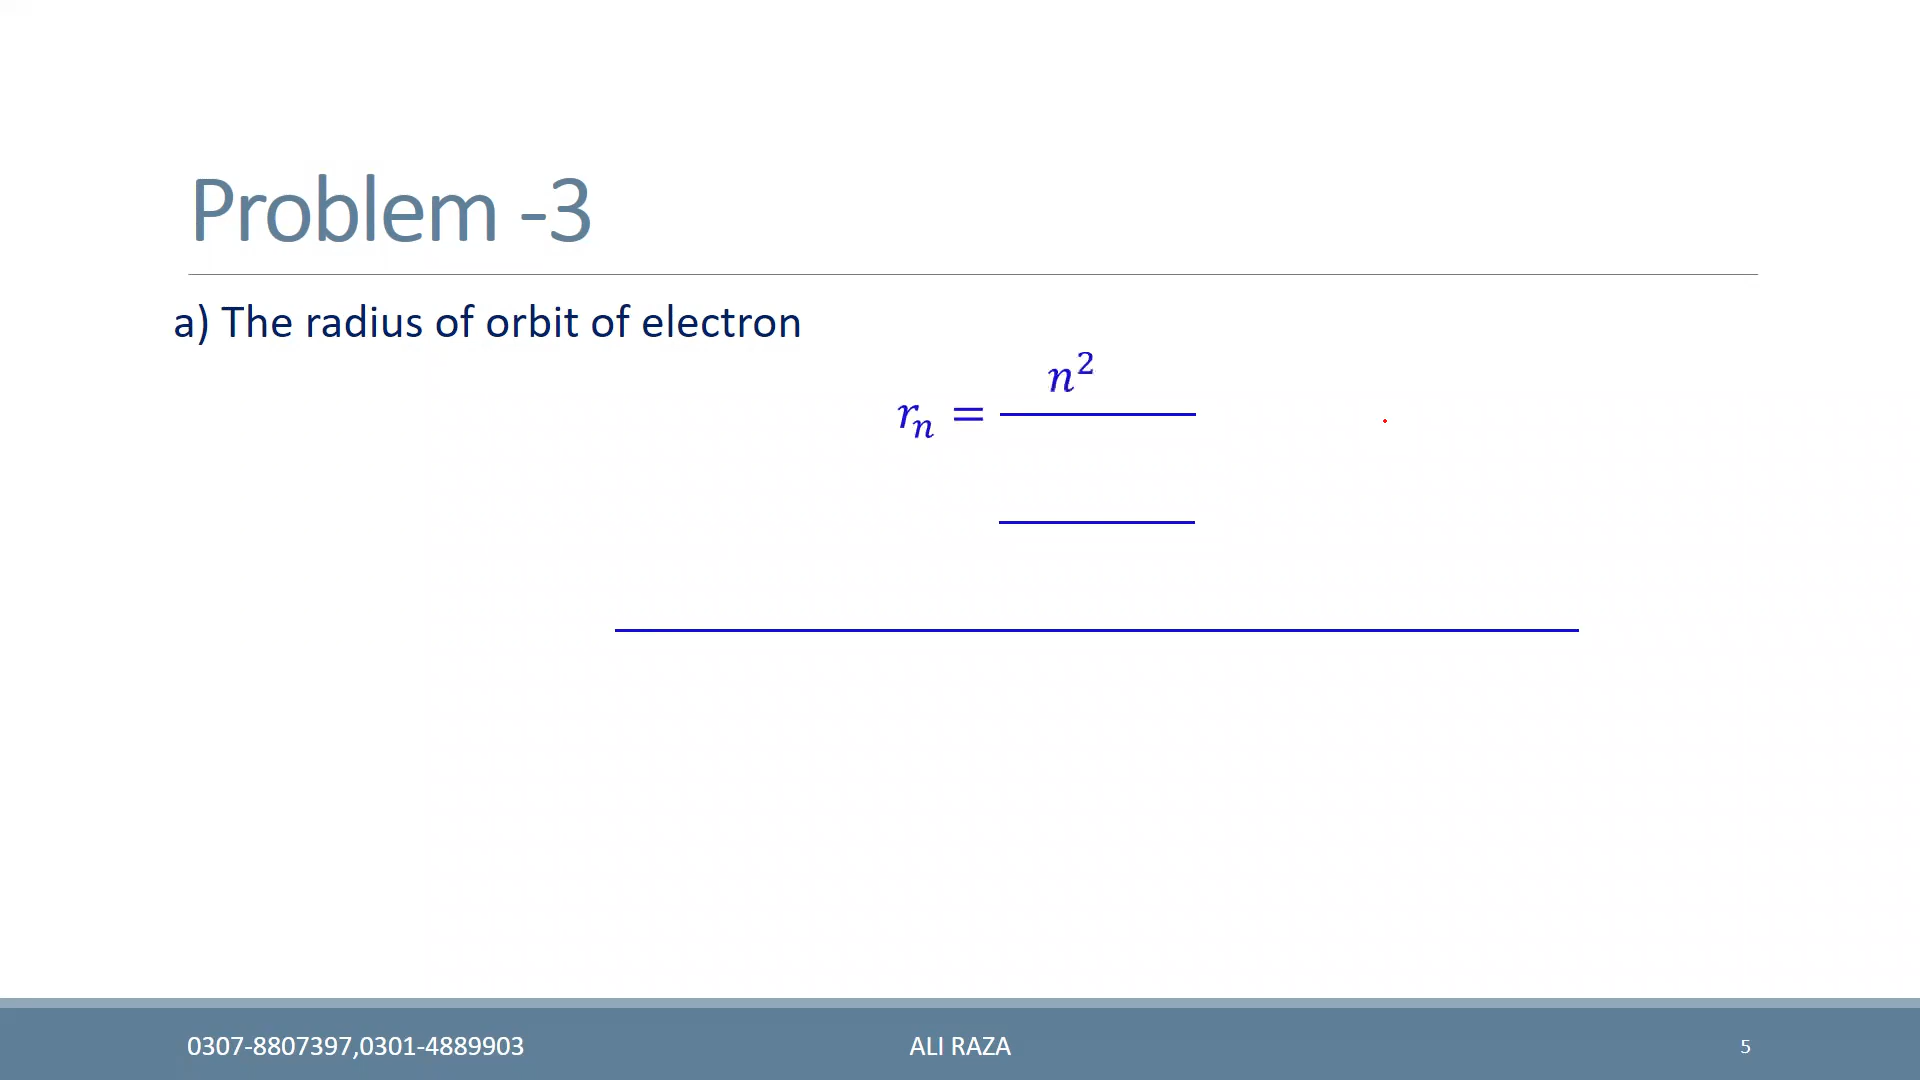 Problem -3
a) The radius of orbit of electron
n²
rₙ =
0307-8807397,0301-4889903
ALI RAZA
5